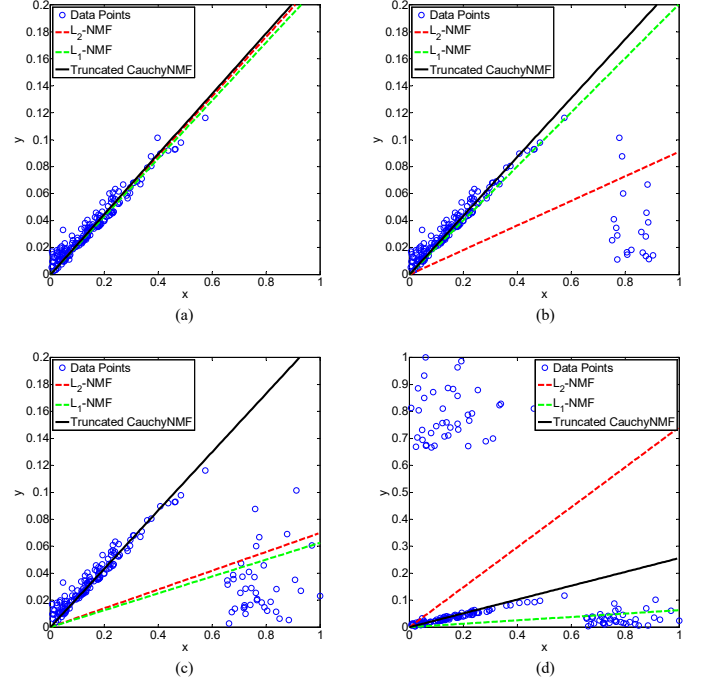 0.2
0.18
0.16
0.14
0.12
0.1
0.08
0.06
0.04
0.02
0
0 0.2 0.4 0.6 0.8 1
y
x
Data Points
L2-NMF
L1-NMF
Truncated CauchyNMF
(a)
0.2
0.18
0.16
0.14
0.12
0.1
0.08
0.06
0.04
0.02
0
0 0.2 0.4 0.6 0.8 1
y
x
Data Points
L2-NMF
L1-NMF
Truncated CauchyNMF
(b)
0.2
0.18
0.16
0.14
0.12
0.1
0.08
0.06
0.04
0.02
0
0 0.2 0.4 0.6 0.8 1
y
x
Data Points
L2-NMF
L1-NMF
Truncated CauchyNMF
(c)
1
0.9
0.8
0.7
0.6
0.5
0.4
0.3
0.2
0.1
0
0 0.2 0.4 0.6 0.8 1
y
x
Data Points
L2-NMF
L1-NMF
Truncated CauchyNMF
(d)